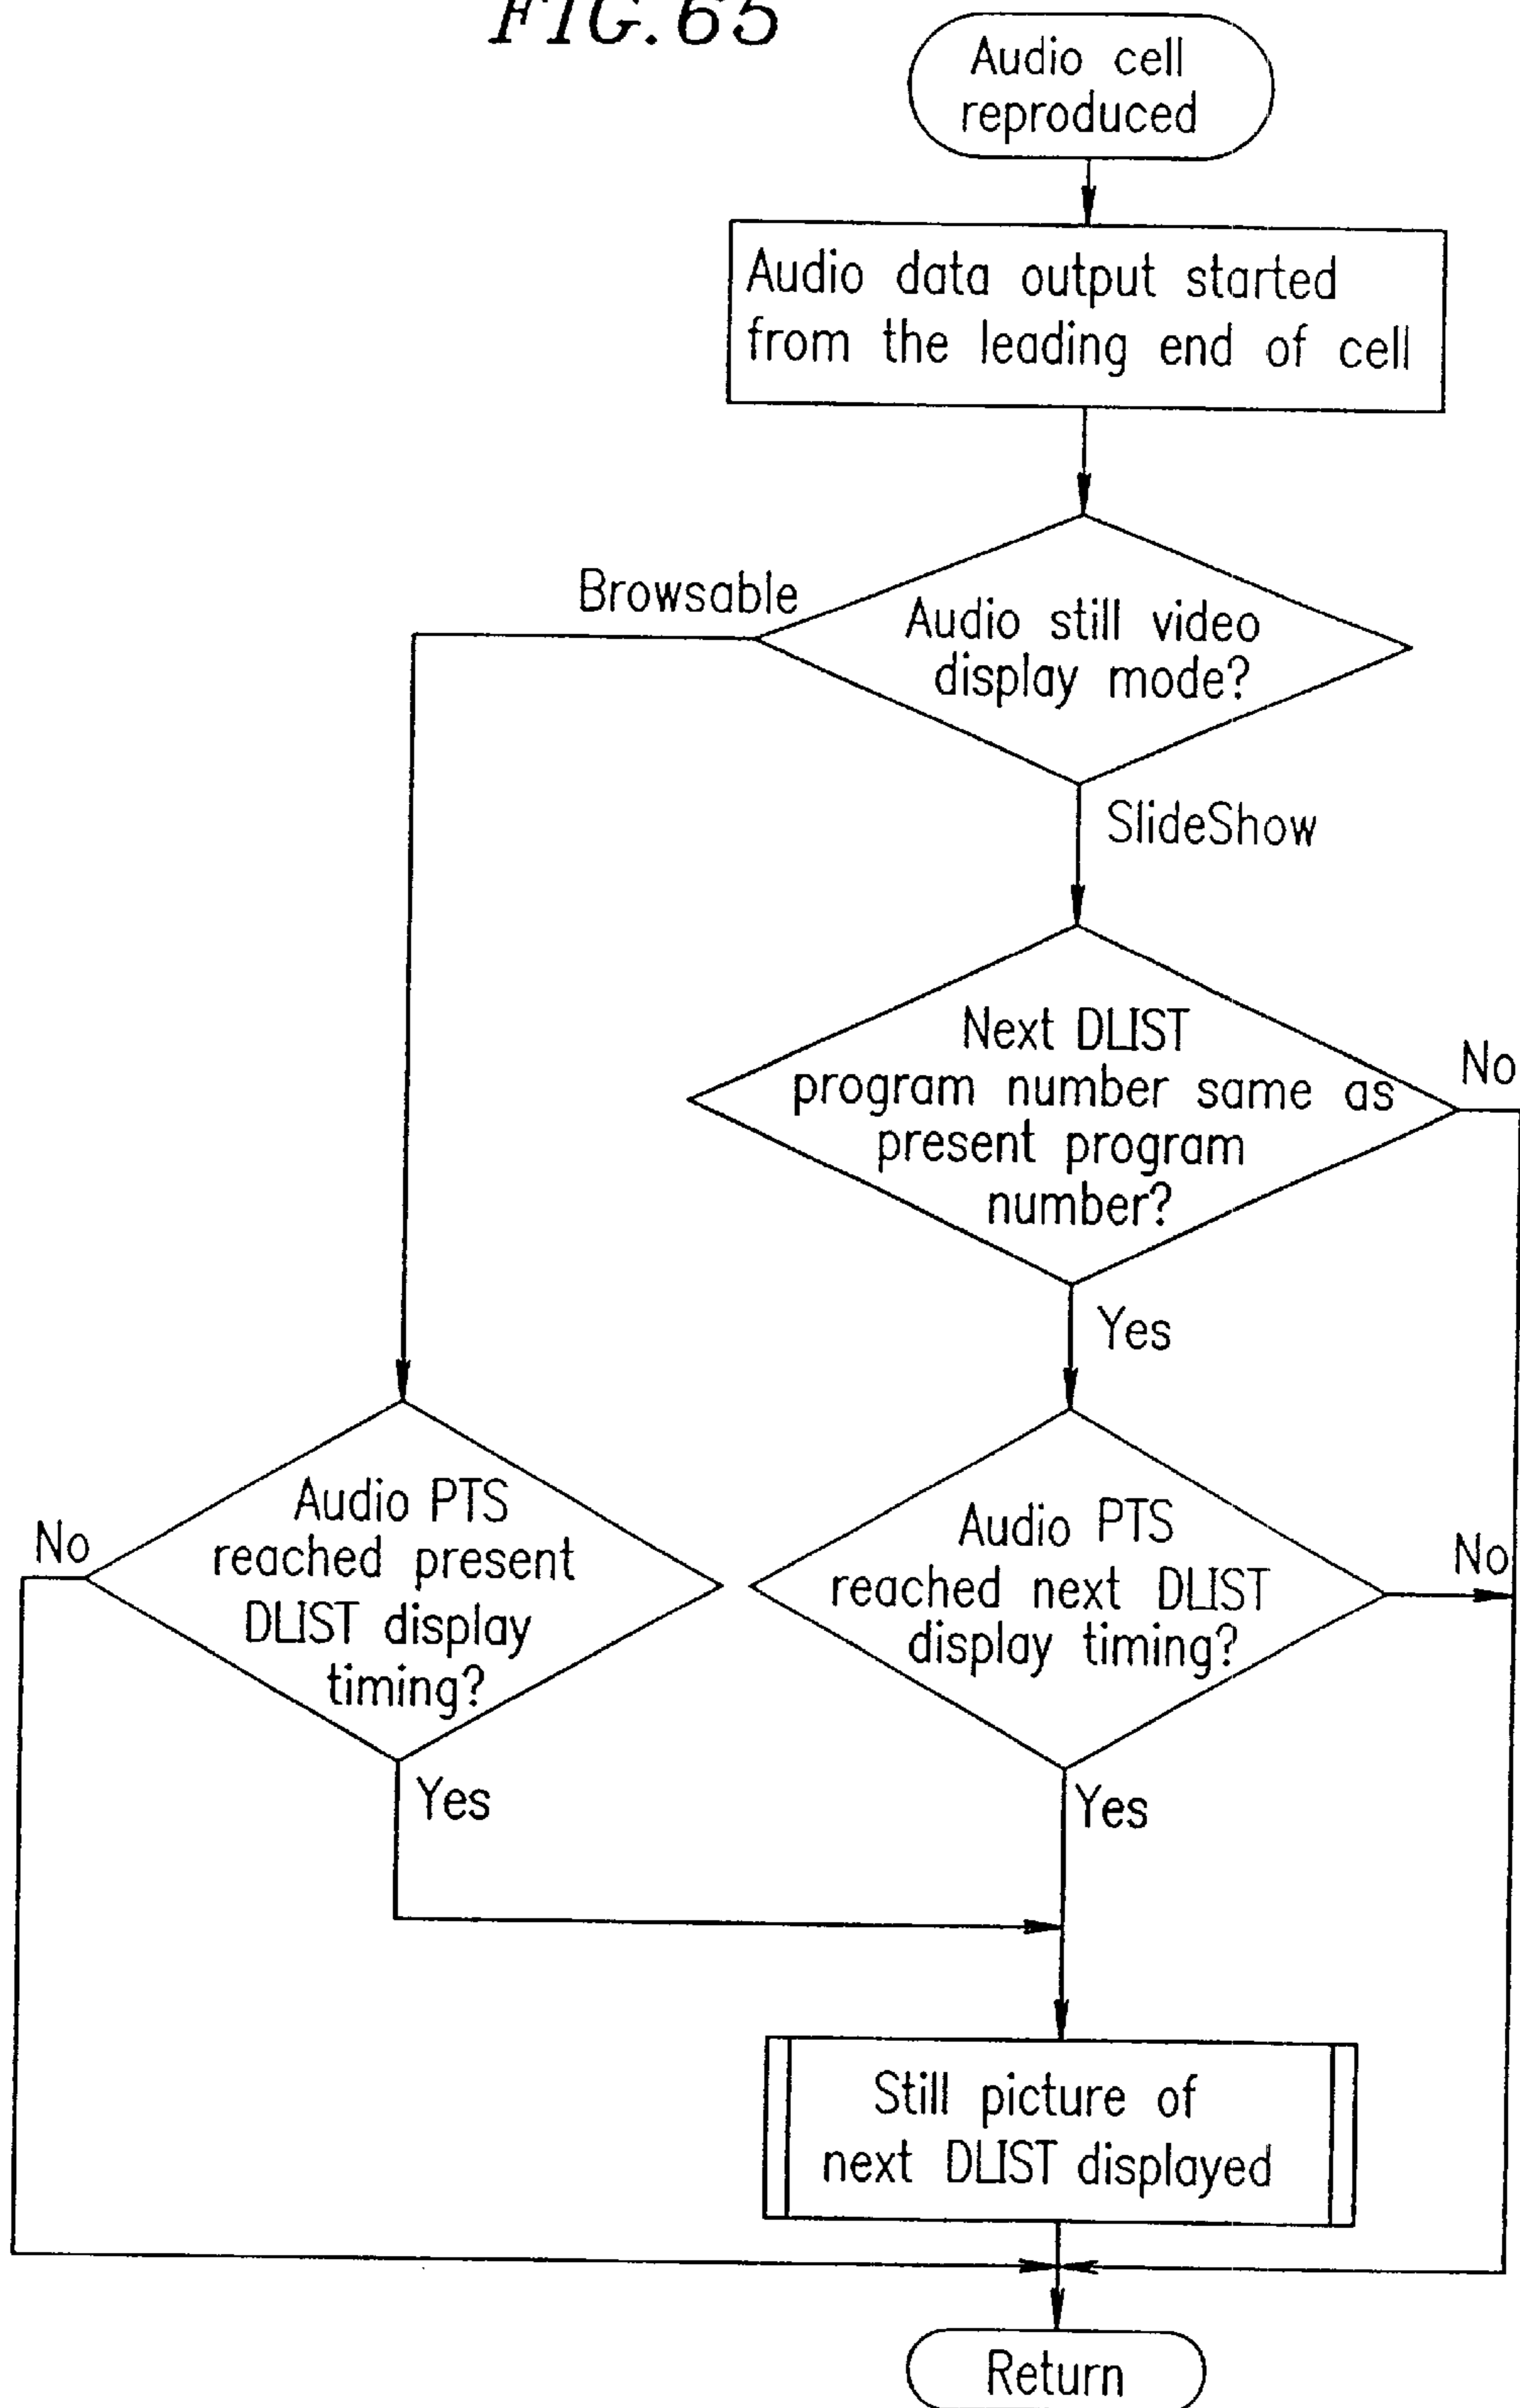 FIG. 65
Audio cell
reproduced
Audio data output started
from the leading end of cell
Browsable
Audio still video
display mode?
SlideShow
Next DLIST
program number same as
present program
number?
No
Yes
Audio PTS
reached present
DLIST display
timing?
No
Yes
Audio PTS
reached next DLIST
display timing?
No
Yes
Still picture of
next DLIST displayed
Return